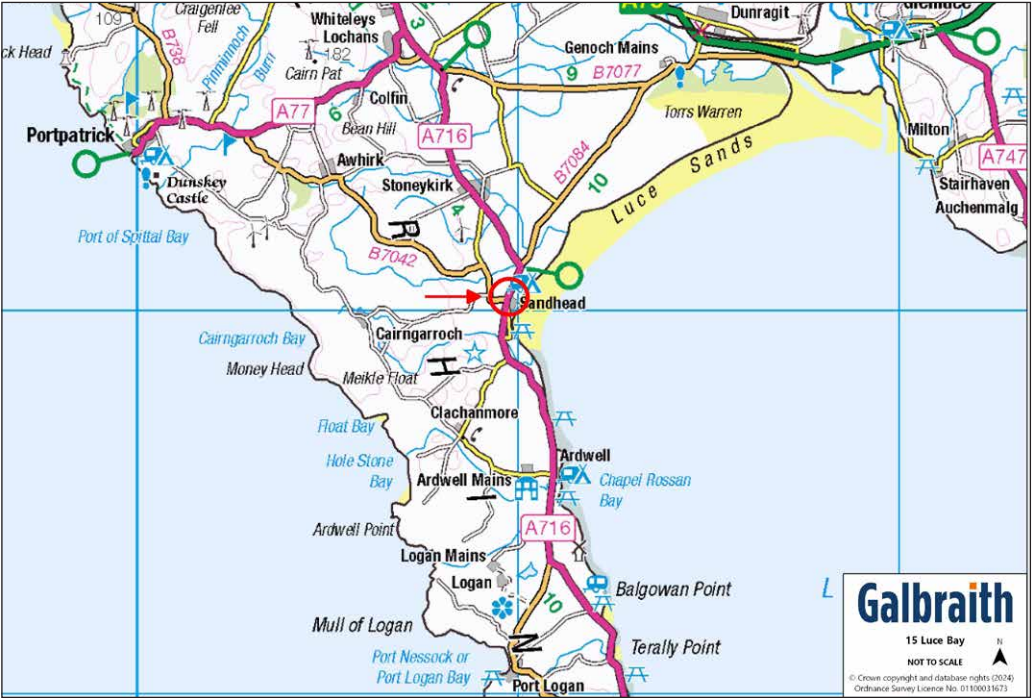 Craigenlee
Fell
109
Whiteleys
Lochans
3
Dunragit
ck Head
B738
Pinminnoch
Burn
182
Cairn Pat
Genoch Mains
9
B7077
Colfin
A77
6
Bean Hill
A716
Torrs Warren
Portpatrick
Milton
Awhirk
B7084
10
Luce Sands
A747
Dunskey
Castle
Stoneykirk
4
Stairhaven
Auchenmalg
R
Port of Spittal Bay
B7042
Sandhead
Cairngarroch Bay
Cairngarroch
Money Head
H
Meikle Float
Clachanmore
Float Bay
Hole Stone
Bay
Ardwell
Ardwell Mains
Chapel Rossan
Bay
I
Ardwell Point
A716
Logan Mains
Logan
Balgowan Point
L
10
Mull of Logan
N
Terally Point
Port Nessock or
Port Logan Bay
Port Logan
Galbraith
15 Luce Bay
N
NOT TO SCALE
© Crown copyright and database rights (2024)
Ordnance Survey Licence No. 01100031673